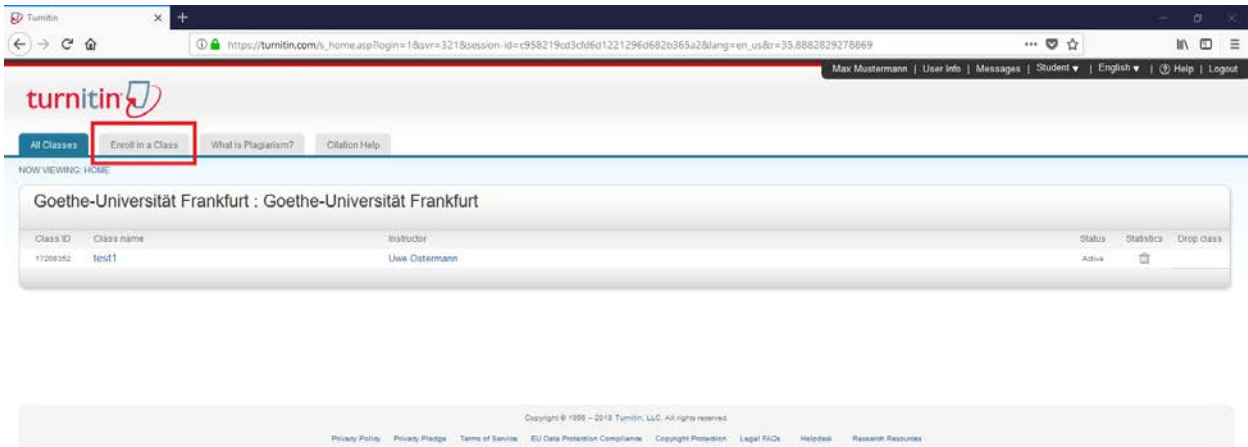 Turnitin
https://turnitin.com/s_home.asp?login=1&svr=321&session-id=c958219cd3cfd6d1221296d682b365a2&lang=en_us&r=35.8882829278869
Max Mustermann | User Info | Messages | Student ▼ | English ▼ | ? Help | Logout
turnitin
All Classes Enroll in a Class What is Plagiarism? Citation Help
NOW VIEWING: HOME
Goethe-Universität Frankfurt : Goethe-Universität Frankfurt
Class ID Class name Instructor Status Statistics Drop class
17208352 test1 Uwe Ostermann Active
Copyright © 1998 – 2018 Turnitin, LLC. All rights reserved.
Privacy Policy Privacy Pledge Terms of Service EU Data Protection Compliance Copyright Protection Legal FAQs Helpdesk Research Resources